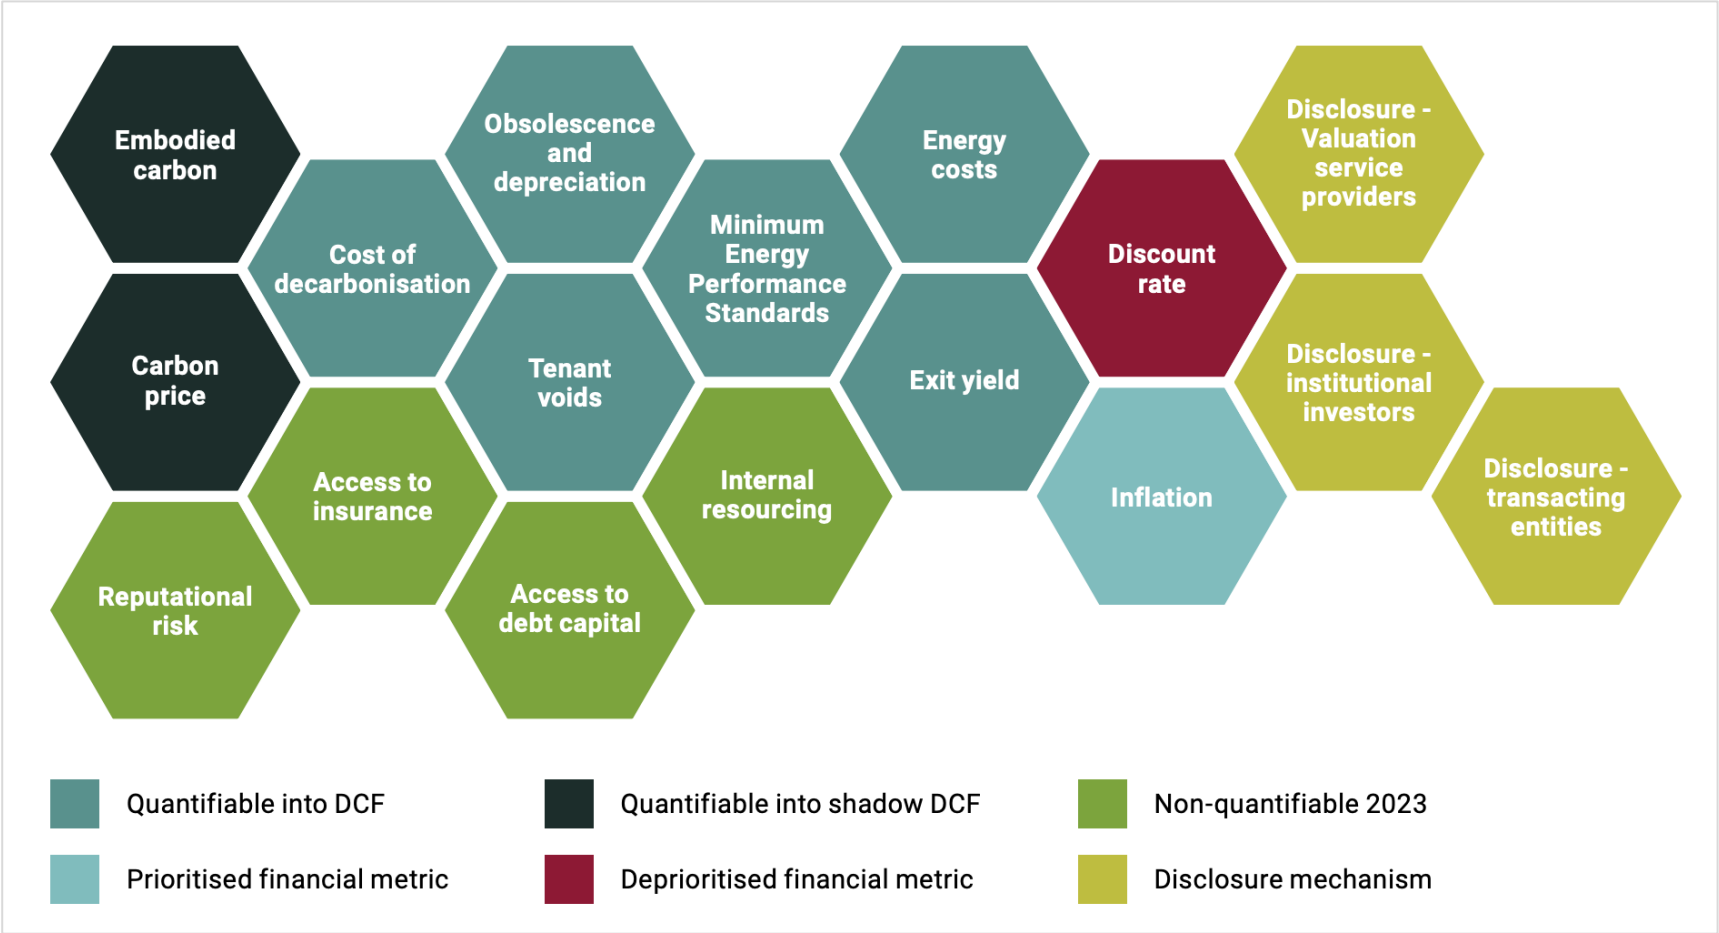 Embodied
carbon
Obsolescence
and
depreciation
Energy
costs
Disclosure -
Valuation
service
providers
Cost of
decarbonisation
Minimum
Energy
Performance
Standards
Discount
rate
Carbon
price
Tenant
voids
Exit yield
Disclosure -
institutional
investors
Access to
insurance
Internal
resourcing
Inflation
Disclosure -
transacting
entities
Reputational
risk
Access to
debt capital
Quantifiable into DCF
Quantifiable into shadow DCF
Non-quantifiable 2023
Prioritised financial metric
Deprioritised financial metric
Disclosure mechanism